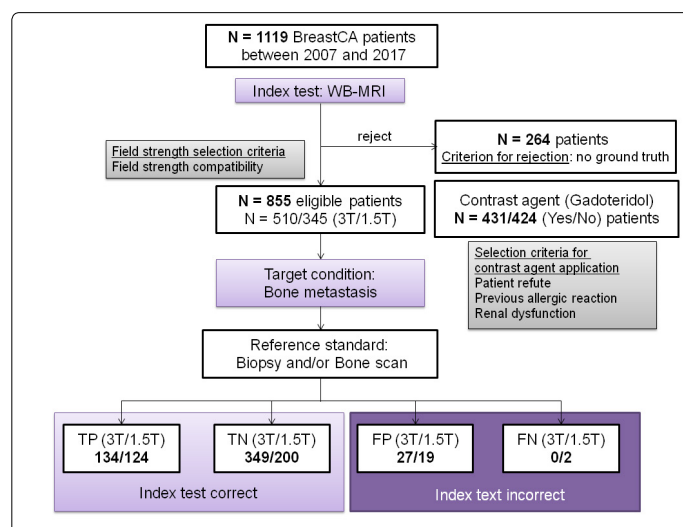 N = 1119 BreastCA patients
between 2007 and 2017
Index test: WB-MRI
reject
N = 264 patients
Criterion for rejection: no ground truth
Field strength selection criteria
Field strength compatibility
N = 855 eligible patients
N = 510/345 (3T/1.5T)
Contrast agent (Gadoteridol)
N = 431/424 (Yes/No) patients
Selection criteria for
contrast agent application
Patient refute
Previous allergic reaction
Renal dysfunction
Target condition:
Bone metastasis
Reference standard:
Biopsy and/or Bone scan
TP (3T/1.5T)
134/124
TN (3T/1.5T)
349/200
FP (3T/1.5T)
27/19
FN (3T/1.5T)
0/2
Index test correct
Index text incorrect